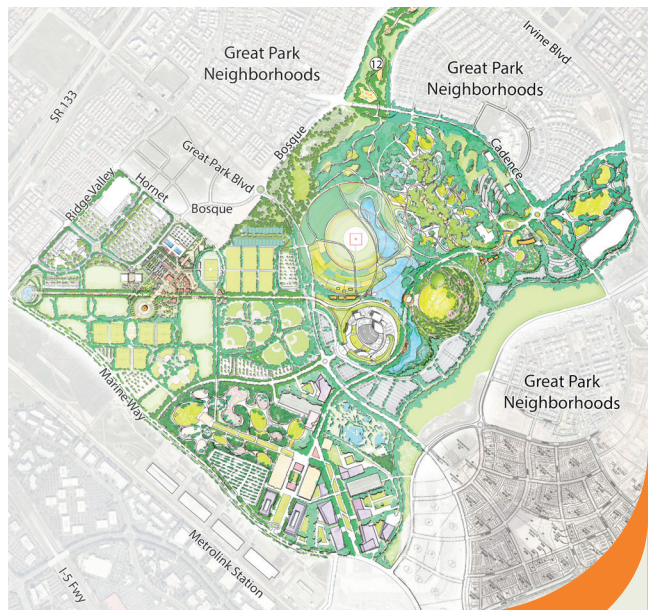 Great Park
Neighborhoods
12
Great Park
Neighborhoods
Irvine Blvd
SR 133
Bosque
Cadence
Great Park Blvd
Ridge Valley
Hornet
Bosque
Marine Way
Great Park
Neighborhoods
Metrolink Station
I-5 Fwy